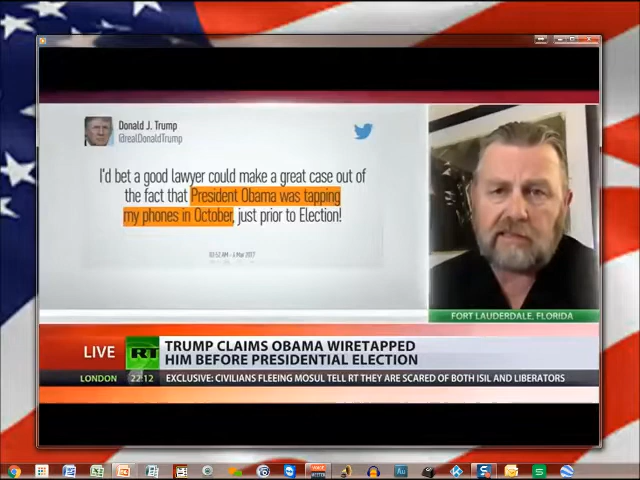 Donald J. Trump
@realDonaldTrump
I'd bet a good lawyer could make a great case out of
the fact that President Obama was tapping
my phones in October, just prior to Election!
FORT LAUDERDALE, FLORIDA
LIVE
RT
TRUMP CLAIMS OBAMA WIRETAPPED
HIM BEFORE PRESIDENTIAL ELECTION
LONDON 22:12 EXCLUSIVE: CIVILIANS FLEEING MOSUL TELL RT THEY ARE SCARED OF BOTH ISIL AND LIBERATORS